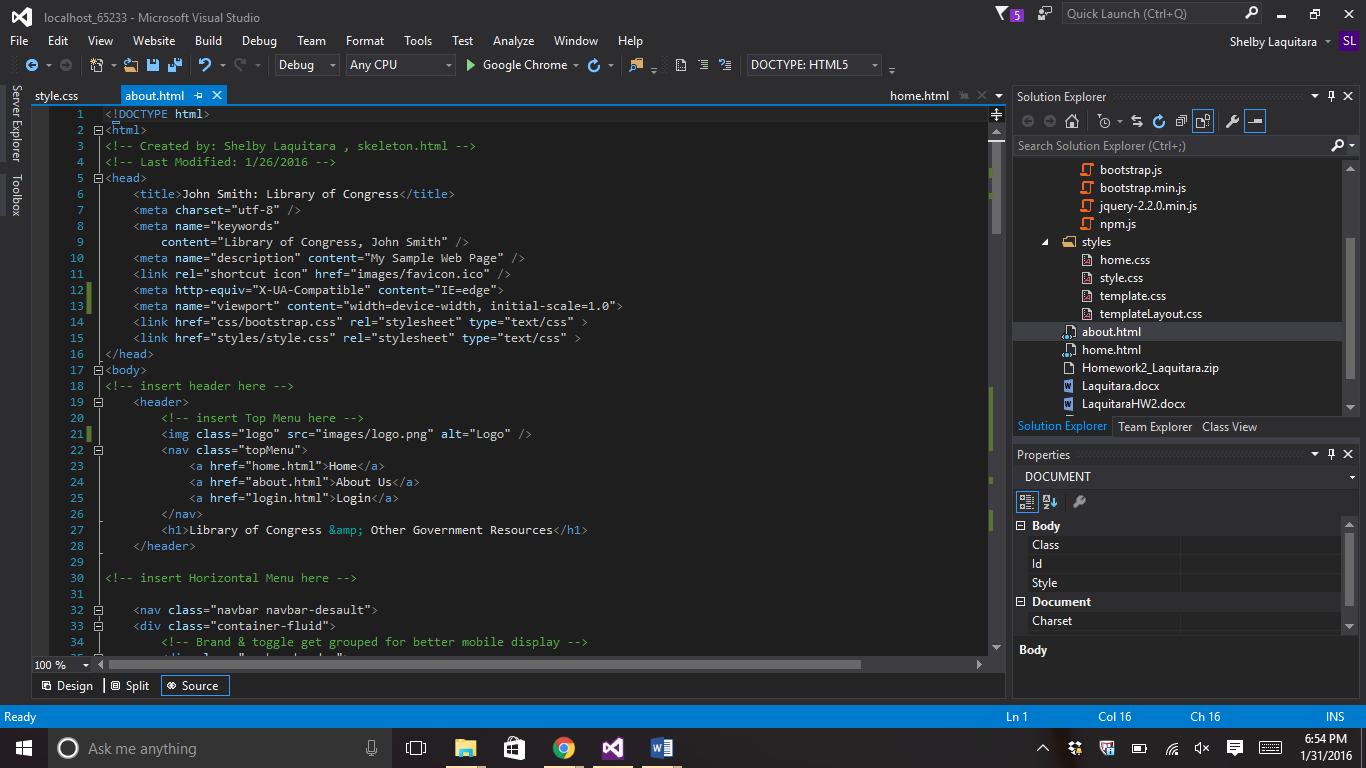 localhost_65233 - Microsoft Visual Studio
5
Quick Launch (Ctrl+Q)
File Edit View Website Build Debug Team Format Tools Test Analyze Window Help
Shelby Laquitara SL
Debug Any CPU Google Chrome DOCTYPE: HTML5
Server Explorer
Toolbox
style.css about.html home.html
1 <!DOCTYPE html>
2 <html>
3 <!-- Created by: Shelby Laquitara , skeleton.html -->
4 <!-- Last Modified: 1/26/2016 -->
5 <head>
6 <title>John Smith: Library of Congress</title>
7 <meta charset="utf-8" />
8 <meta name="keywords"
9 content="Library of Congress, John Smith" />
10 <meta name="description" content="My Sample Web Page" />
11 <link rel="shortcut icon" href="images/favicon.ico" />
12 <meta http-equiv="X-UA-Compatible" content="IE=edge">
13 <meta name="viewport" content="width=device-width, initial-scale=1.0">
14 <link href="css/bootstrap.css" rel="stylesheet" type="text/css" >
15 <link href="styles/style.css" rel="stylesheet" type="text/css" >
16 </head>
17 <body>
18 <!-- insert header here -->
19 <header>
20 <!-- insert Top Menu here -->
21 <img class="logo" src="images/logo.png" alt="Logo" />
22 <nav class="topMenu">
23 <a href="home.html">Home</a>
24 <a href="about.html">About Us</a>
25 <a href="login.html">Login</a>
26 </nav>
27 <h1>Library of Congress &amp; Other Government Resources</h1>
28 </header>
29
30 <!-- insert Horizontal Menu here -->
31
32 <nav class="navbar navbar-desault">
33 <div class="container-fluid">
34 <!-- Brand & toggle get grouped for better mobile display -->
100 %
Design Split Source
Solution Explorer
Search Solution Explorer (Ctrl+;)
bootstrap.js
bootstrap.min.js
jquery-2.2.0.min.js
npm.js
styles
home.css
style.css
template.css
templateLayout.css
about.html
home.html
Homework2_Laquitara.zip
Laquitara.docx
LaquitaraHW2.docx
Solution Explorer Team Explorer Class View
Properties
DOCUMENT
Body
Class
Id
Style
Document
Charset
Body
Ready Ln 1 Col 16 Ch 16 INS
Ask me anything
6:54 PM
1/31/2016